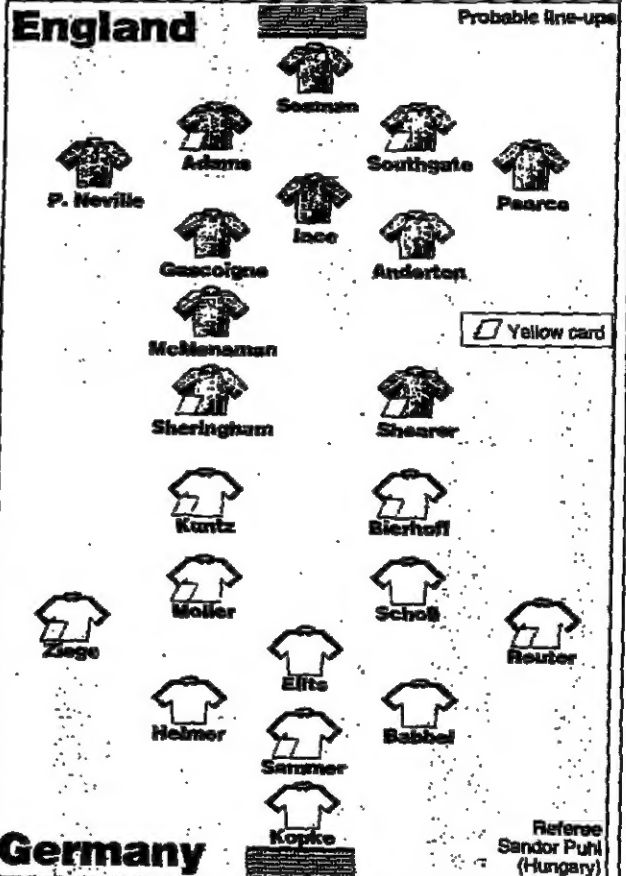 England
Probable line-ups
Seaman
Adams
Southgate
P. Neville
Pearce
Ince
Gascoigne
Anderton
McManaman
Yellow card
Sheringham
Shearer
Kuntz
Bierhoff
Moller
Scholl
Ziege
Reuter
Eilts
Helmer
Babbel
Sammer
Kopke
Germany
Referee
Sandor Puhl
(Hungary)